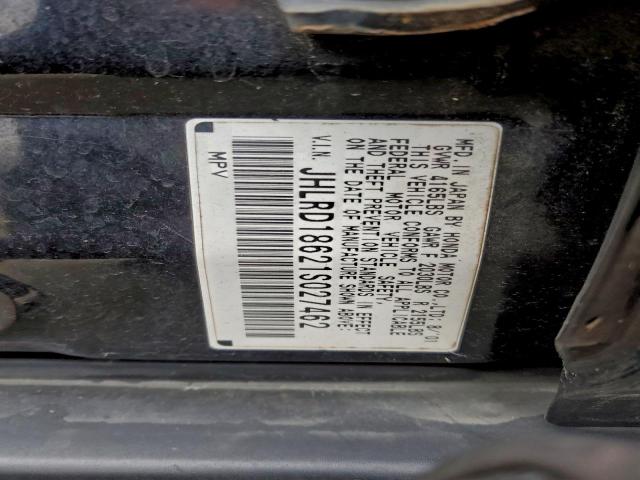 MFD. IN JAPAN BY HONDA MOTOR CO., LTD; 8/01
GVWR 4165LBS GAWR F 2030LBS R 2155LBS
THIS VEHICLE CONFORMS TO ALL APPLICABLE
FEDERAL MOTOR VEHICLE SAFETY
AND THEFT PREVENTION STANDARDS IN EFFECT
ON THE DATE OF MANUFACTURE SHOWN ABOVE.
V.I.N. JHLRD18621S027462
MPV